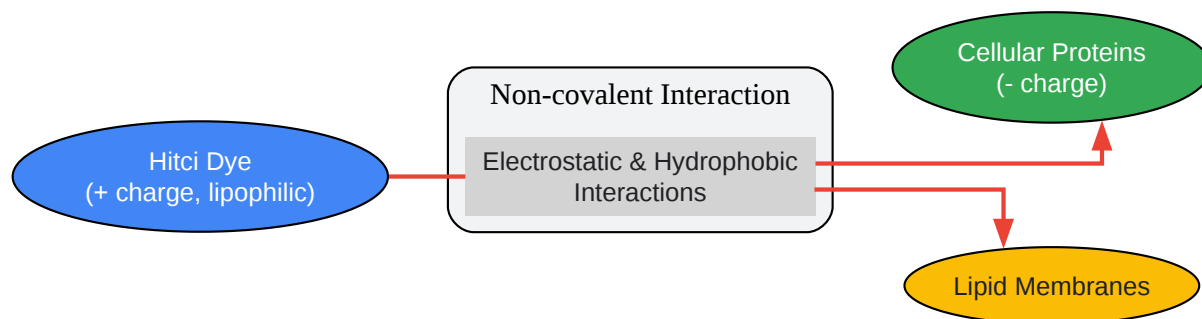 Hitci Dye
(+ charge, lipophilic)
Non-covalent Interaction
Electrostatic & Hydrophobic
Interactions
Cellular Proteins
(- charge)
Lipid Membranes